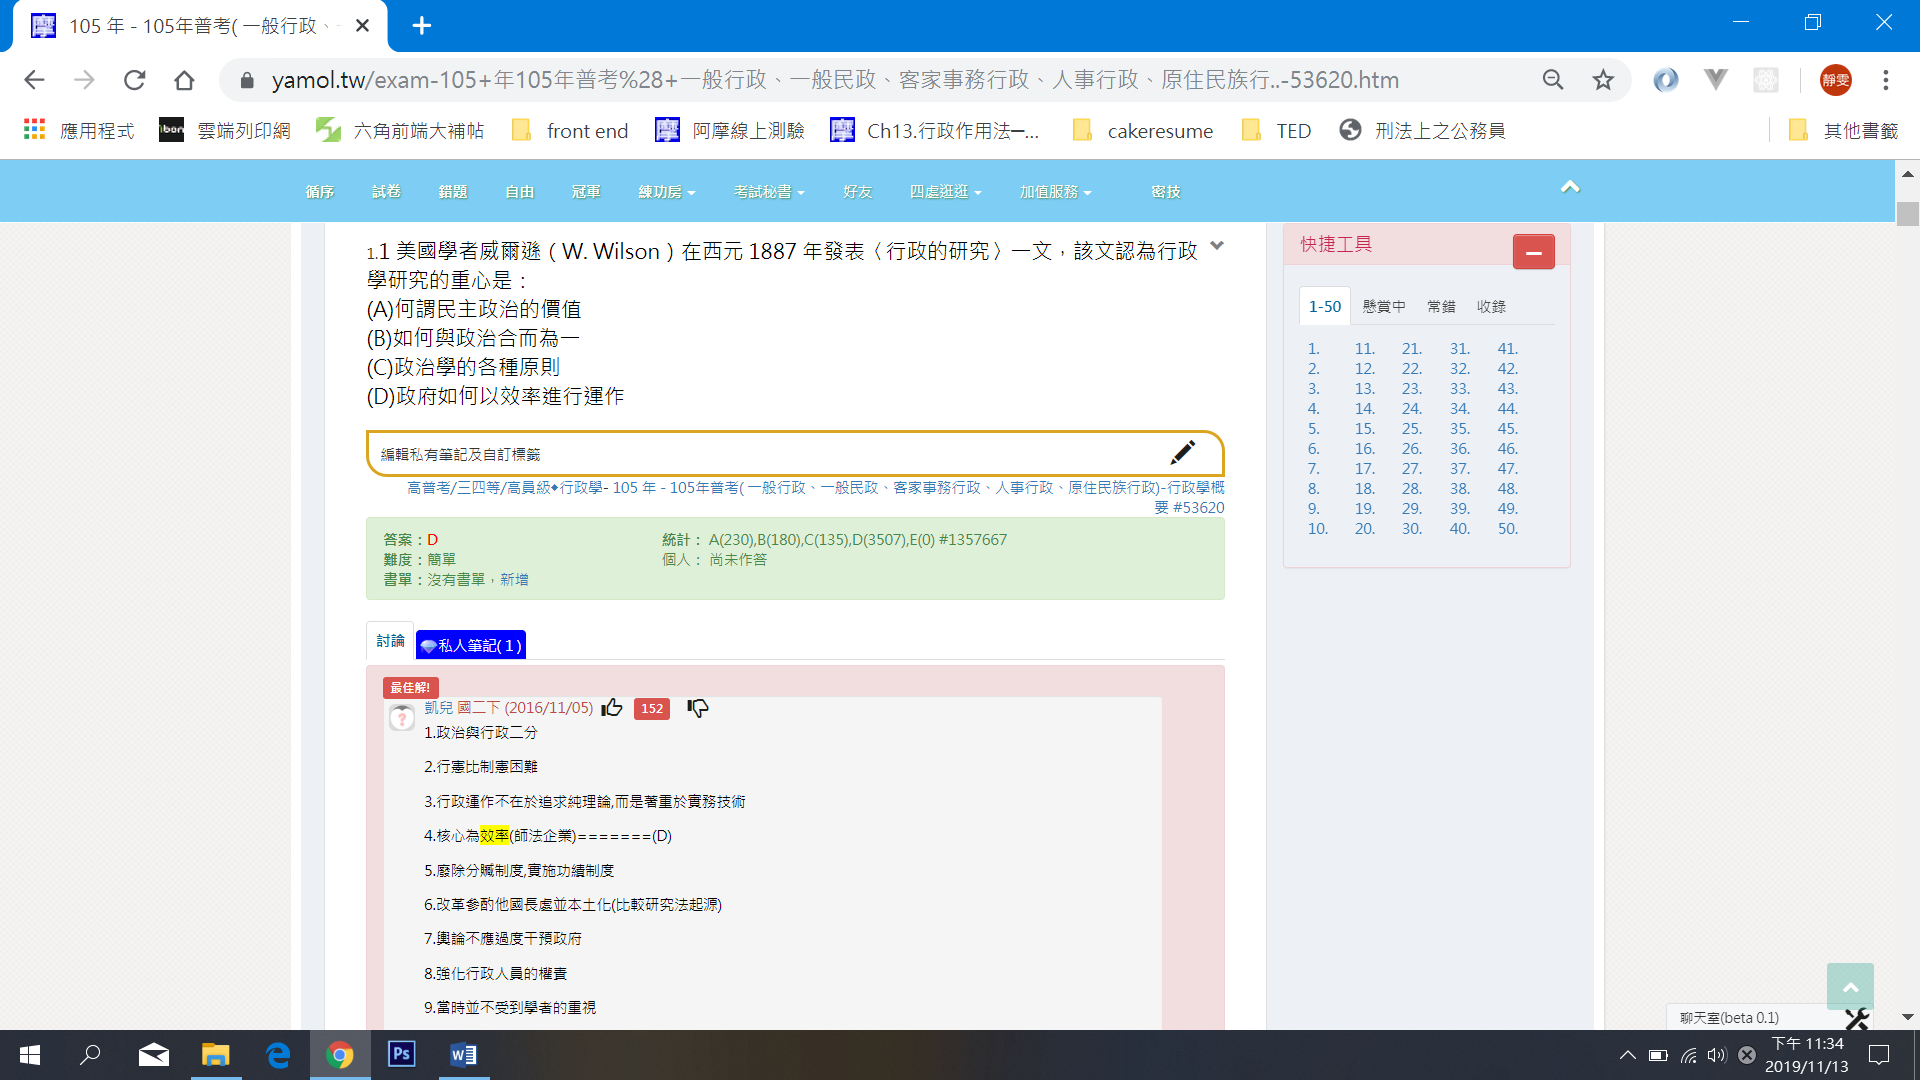 105 年 - 105年普考( 一般行政、
yamol.tw/exam-105+年105年普考%28+一般行政、一般民政、客家事務行政、人事行政、原住民族行..-53620.htm
靜雯
應用程式
ibon
雲端列印網
六角前端大補帖
front end
阿摩線上測驗
Ch13.行政作用法─...
cakeresume
TED
刑法上之公務員
其他書籤
循序 試卷 錯題 自由 冠軍 練功房 考試秘書 好友 四處逛逛 加值服務 密技
1.1 美國學者威爾遜（W. Wilson）在西元 1887 年發表〈行政的研究〉一文，該文認為行政
學研究的重心是：
(A)何謂民主政治的價值
(B)如何與政治合而為一
(C)政治學的各種原則
(D)政府如何以效率進行運作
編輯私有筆記及自訂標籤
高普考/三四等/高員級◆行政學- 105 年 - 105年普考( 一般行政、一般民政、客家事務行政、人事行政、原住民族行政)-行政學概
要 #53620
答案：D
難度：簡單
書單：沒有書單，新增
統計： A(230),B(180),C(135),D(3507),E(0) #1357667
個人： 尚未作答
討論
私人筆記( 1 )
最佳解!
凱兒 國二下 (2016/11/05) 152
1.政治與行政二分
2.行憲比制憲困難
3.行政運作不在於追求純理論,而是著重於實務技術
4.核心為效率(師法企業)=======(D)
5.廢除分贓制度,實施功績制度
6.改革參酌他國長處並本土化(比較研究法起源)
7.輿論不應過度干預政府
8.強化行政人員的權責
9.當時並不受到學者的重視
快捷工具
1-50 懸賞中 常錯 收錄
1. 11. 21. 31. 41.
2. 12. 22. 32. 42.
3. 13. 23. 33. 43.
4. 14. 24. 34. 44.
5. 15. 25. 35. 45.
6. 16. 26. 36. 46.
7. 17. 27. 37. 47.
8. 18. 28. 38. 48.
9. 19. 29. 39. 49.
10. 20. 30. 40. 50.
聊天室(beta 0.1)
下午 11:34
2019/11/13